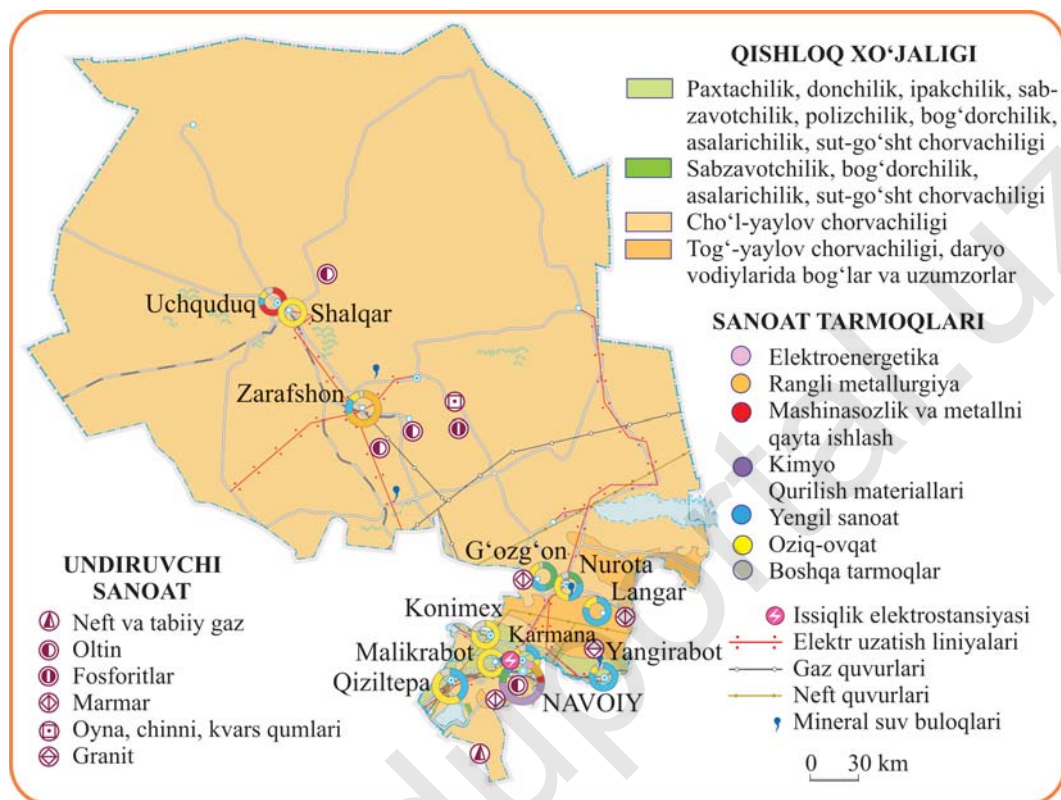 QISHLOQ XO‘JALIGI
Paxtachilik, donchilik, ipakchilik, sab-
zavotchilik, polizchilik, bog‘dorchilik,
asalarichilik, sut-go‘sht chorvachiligi
Sabzavotchilik, bog‘dorchilik,
asalarichilik, sut-go‘sht chorvachiligi
Cho‘l-yaylov chorvachiligi
Tog‘-yaylov chorvachiligi, daryo
vodiylarida bog‘lar va uzumzorlar
SANOAT TARMOQLARI
Elektroenergetika
Rangli metallurgiya
Mashinasozlik va metallni
qayta ishlash
Kimyo
Qurilish materiallari
Yengil sanoat
Oziq-ovqat
Boshqa tarmoqlar
Issiqlik elektrostansiyasi
Elektr uzatish liniyalari
Gaz quvurlari
Neft quvurlari
Mineral suv buloqlari
0 30 km
Uchquduq
Shalqar
Zarafshon
G‘ozg‘on
Nurota
Langar
Konimex
Karmana
Malikrabot
Yangirabot
Qiziltepa
NAVOIY
UNDIRUVCHI
SANOAT
Neft va tabiiy gaz
Oltin
Fosforitlar
Marmar
Oyna, chinni, kvars qumlari
Granit